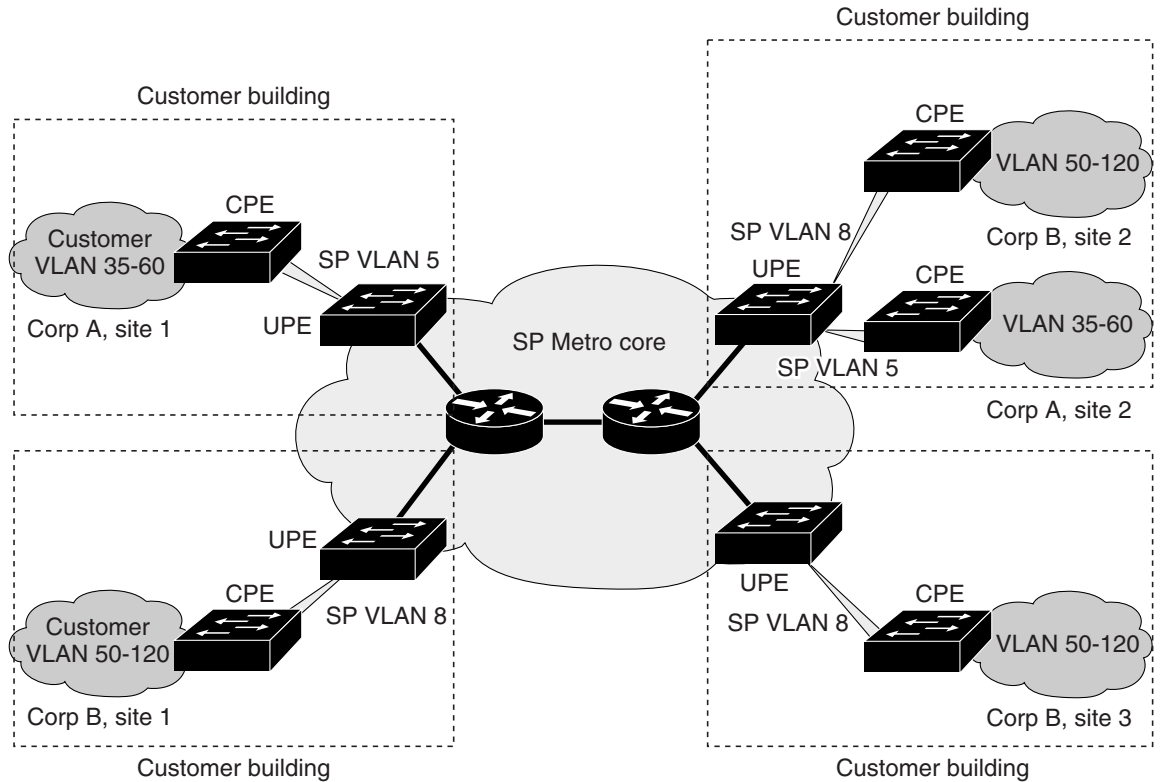 Customer building
Customer building
CPE
Customer
VLAN 35-60
SP VLAN 5
UPE
Corp A, site 1
SP Metro core
CPE
VLAN 50-120
SP VLAN 8
Corp B, site 2
UPE
CPE
VLAN 35-60
SP VLAN 5
Corp A, site 2
UPE
CPE
SP VLAN 8
Customer
VLAN 50-120
Corp B, site 1
Customer building
UPE
CPE
SP VLAN 8
VLAN 50-120
Corp B, site 3
Customer building